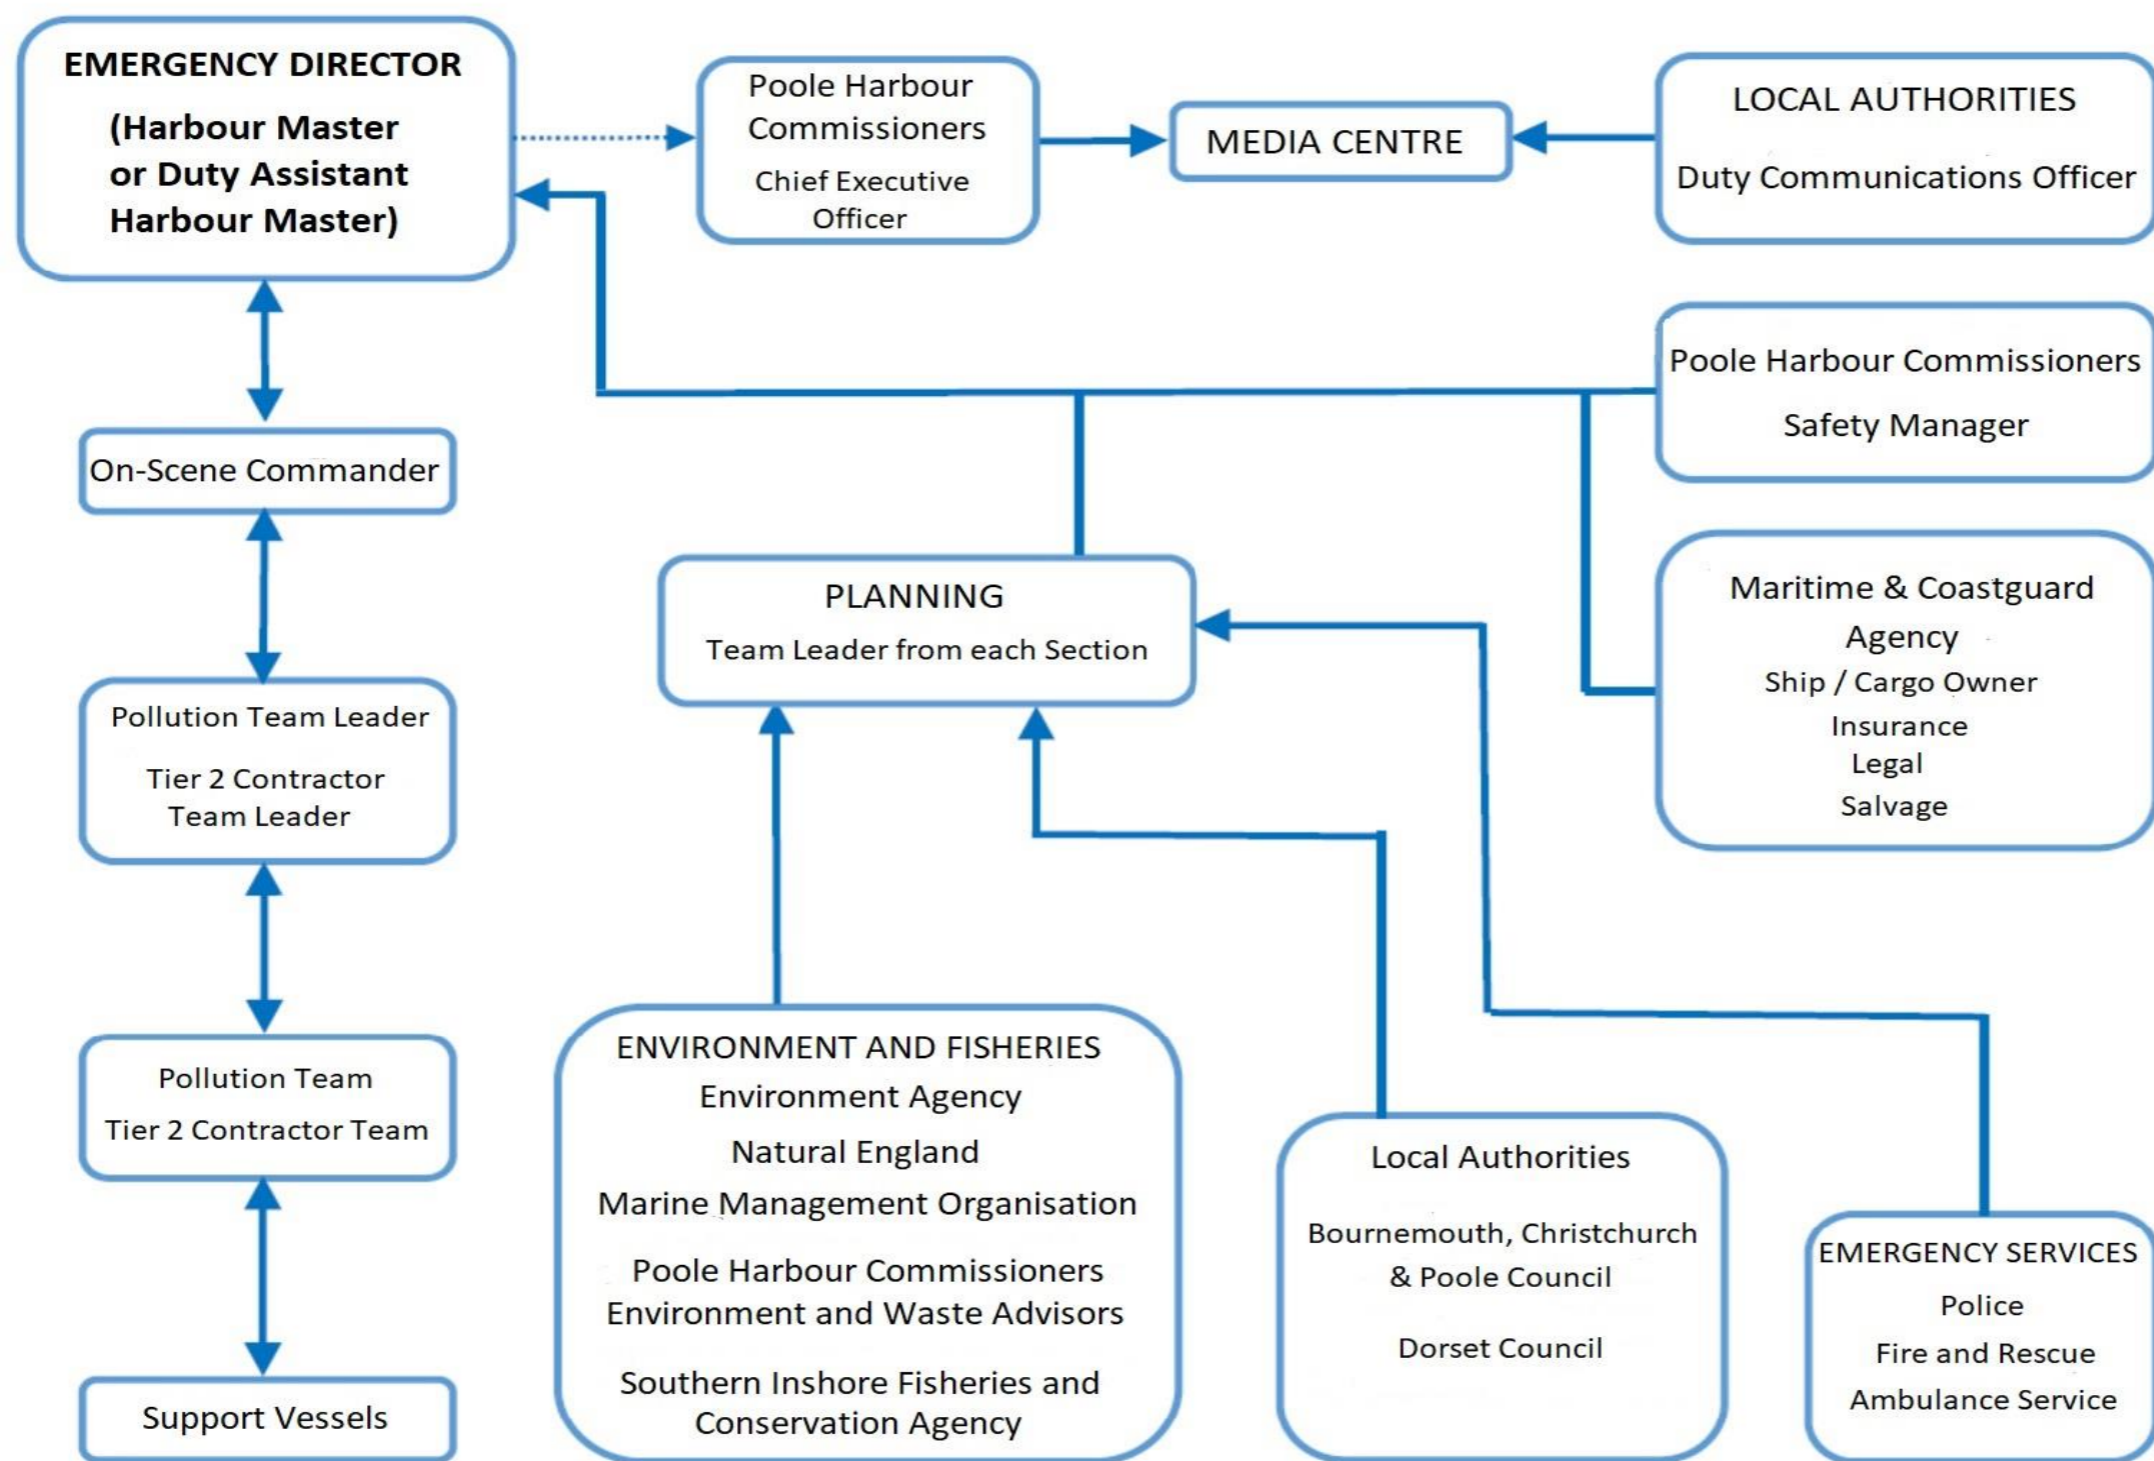 EMERGENCY DIRECTOR
(Harbour Master
or Duty Assistant
Harbour Master)
Poole Harbour
Commissioners
Chief Executive
Officer
MEDIA CENTRE
LOCAL AUTHORITIES
Duty Communications Officer
Poole Harbour Commissioners
Safety Manager
On-Scene Commander
PLANNING
Team Leader from each Section
Maritime & Coastguard
Agency
Ship / Cargo Owner
Insurance
Legal
Salvage
Pollution Team Leader
Tier 2 Contractor
Team Leader
Pollution Team
Tier 2 Contractor Team
Support Vessels
ENVIRONMENT AND FISHERIES
Environment Agency
Natural England
Marine Management Organisation
Poole Harbour Commissioners
Environment and Waste Advisors
Southern Inshore Fisheries and
Conservation Agency
Local Authorities
Bournemouth, Christchurch
& Poole Council
Dorset Council
EMERGENCY SERVICES
Police
Fire and Rescue
Ambulance Service